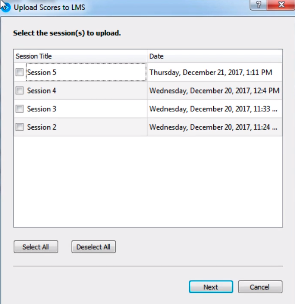 Upload Scores to LMS
Select the session(s) to upload.
Session Title Date
Session 5 Thursday, December 21, 2017, 1:11 PM
Session 4 Wednesday, December 20, 2017, 12:4 PM
Session 3 Wednesday, December 20, 2017, 11:33 ...
Session 2 Wednesday, December 20, 2017, 11:24 ...
Select All Deselect All
Next Cancel